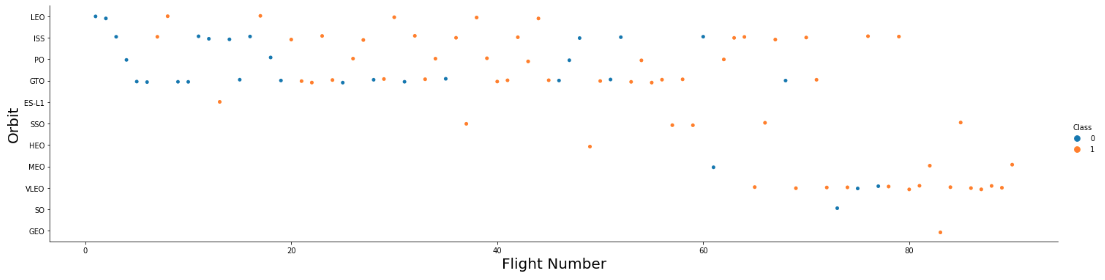 LEO
ISS
PO
GTO
ES-L1
SSO
HEO
MEO
VLEO
SO
GEO
Orbit
0 20 40 60 80
Flight Number
Class
0
1